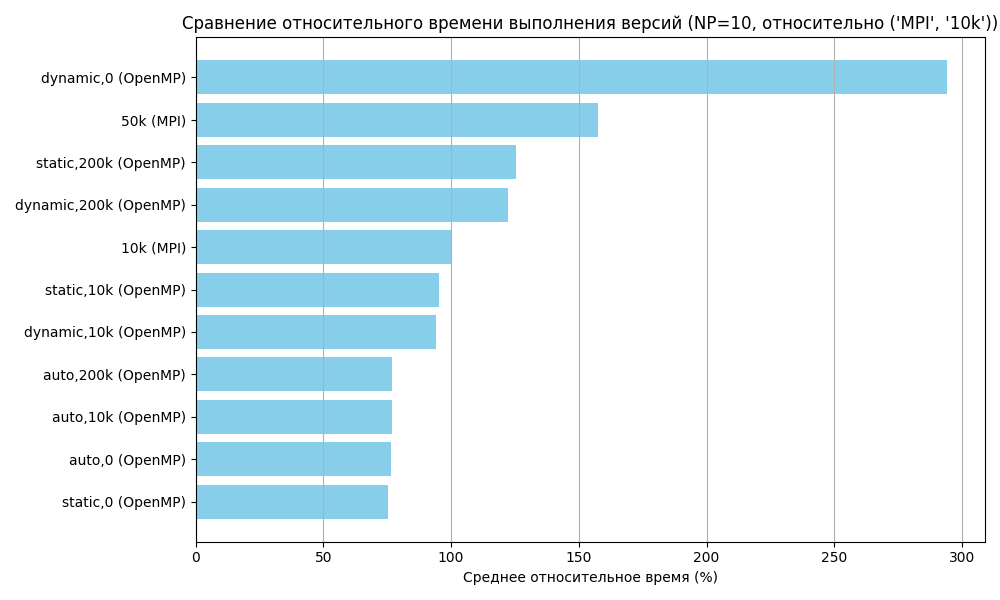 Сравнение относительного времени выполнения версий (NP=10, относительно ('MPI', '10k'))
dynamic,0 (OpenMP)
50k (MPI)
static,200k (OpenMP)
dynamic,200k (OpenMP)
10k (MPI)
static,10k (OpenMP)
dynamic,10k (OpenMP)
auto,200k (OpenMP)
auto,10k (OpenMP)
auto,0 (OpenMP)
static,0 (OpenMP)
0 50 100 150 200 250 300
Среднее относительное время (%)